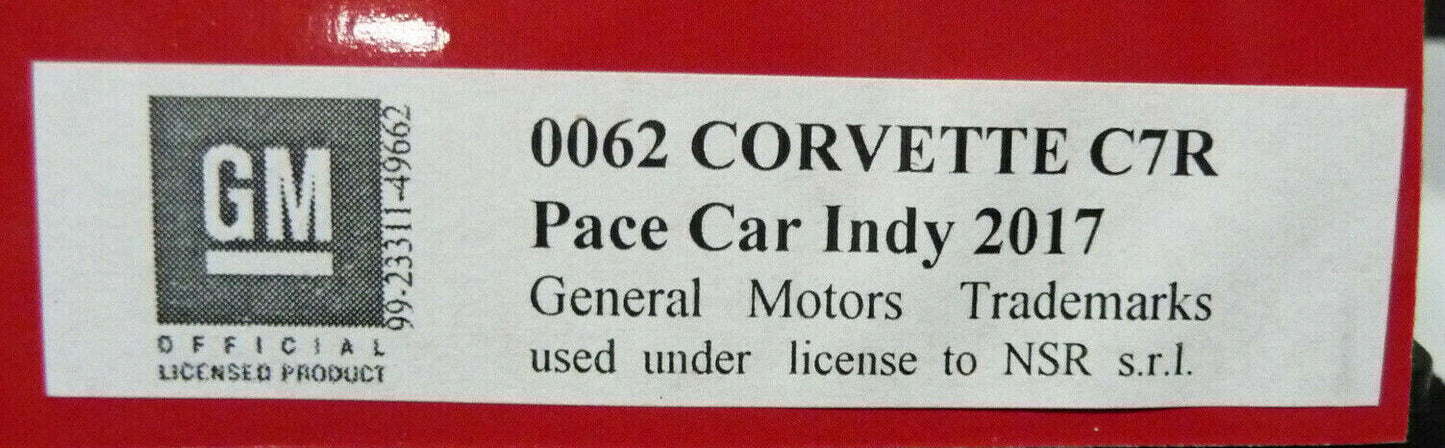 GM
OFFICIAL
LICENSED PRODUCT
99-23311-49662
0062 CORVETTE C7R
Pace Car Indy 2017
General Motors Trademarks
used under license to NSR s.r.l.